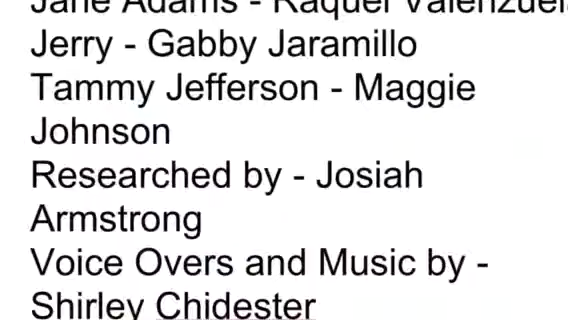 Jane Adams - Raquel Valenzuel
Jerry - Gabby Jaramillo
Tammy Jefferson - Maggie
Johnson
Researched by - Josiah
Armstrong
Voice Overs and Music by -
Shirley Chidester